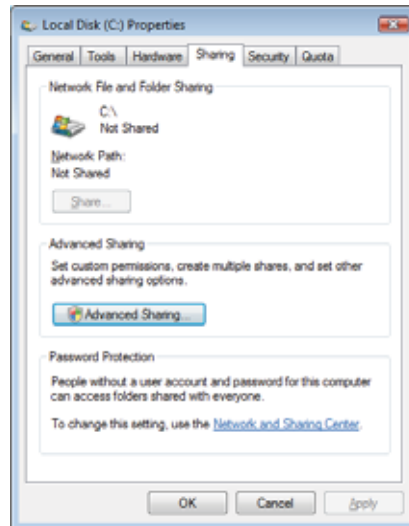 Local Disk (C:) Properties
General Tools Hardware Sharing Security Quota
Network File and Folder Sharing
C:\
Not Shared
Network Path:
Not Shared
Share...
Advanced Sharing
Set custom permissions, create multiple shares, and set other
advanced sharing options.
Advanced Sharing...
Password Protection
People without a user account and password for this computer
can access folders shared with everyone.
To change this setting, use the Network and Sharing Center.
OK Cancel Apply